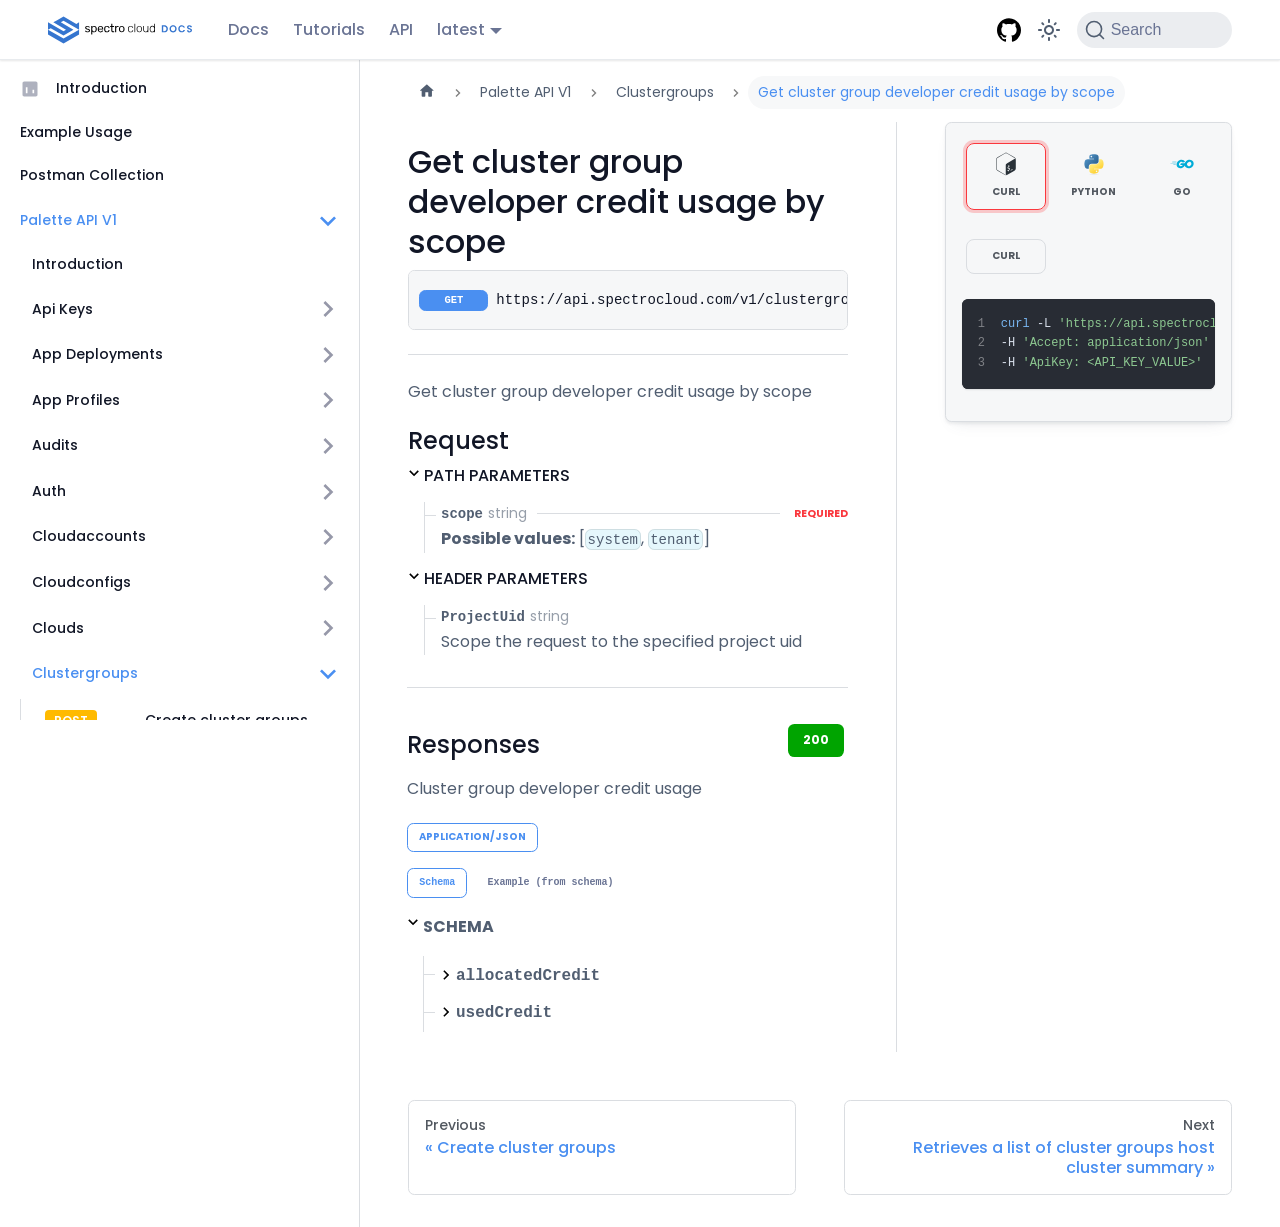 spectro cloud DOCS
Docs
Tutorials
API
latest
Search
Introduction
Example Usage
Postman Collection
Palette API V1
Introduction
Api Keys
App Deployments
App Profiles
Audits
Auth
Cloudaccounts
Cloudconfigs
Clouds
Clustergroups
POST Create cluster groups
Palette API V1
Clustergroups
Get cluster group developer credit usage by scope
Get cluster group
developer credit usage by
scope
GET https://api.spectrocloud.com/v1/clustergro
Get cluster group developer credit usage by scope
Request
PATH PARAMETERS
scope string REQUIRED
Possible values: [system, tenant]
HEADER PARAMETERS
ProjectUid string
Scope the request to the specified project uid
Responses
200
Cluster group developer credit usage
APPLICATION/JSON
Schema
Example (from schema)
SCHEMA
allocatedCredit
usedCredit
CURL
PYTHON
GO
CURL
1 curl -L 'https://api.spectrocl
2 -H 'Accept: application/json'
3 -H 'ApiKey: <API_KEY_VALUE>'
Previous
« Create cluster groups
Next
Retrieves a list of cluster groups host
cluster summary »